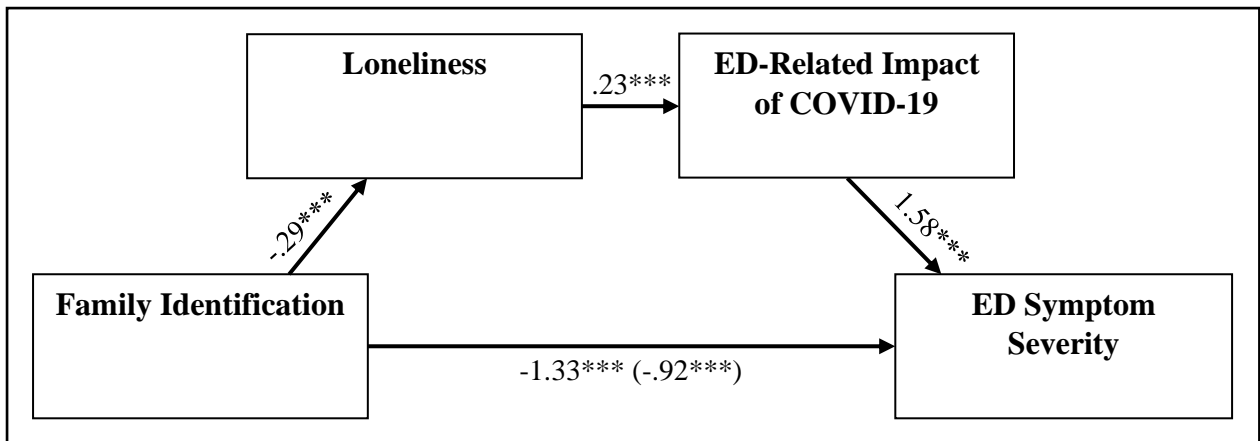 Loneliness
ED-Related Impact
of COVID-19
.23***
-.29***
1.58***
Family Identification
ED Symptom
Severity
-1.33*** (-.92***)